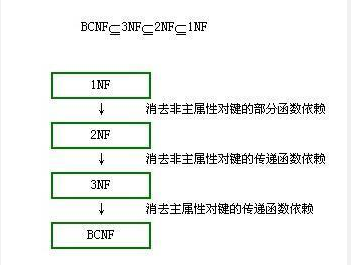 BCNF⊆3NF⊆2NF⊆1NF
1NF
↓ 消去非主属性对键的部分函数依赖
2NF
↓ 消去非主属性对键的传递函数依赖
3NF
↓ 消去主属性对键的传递函数依赖
BCNF